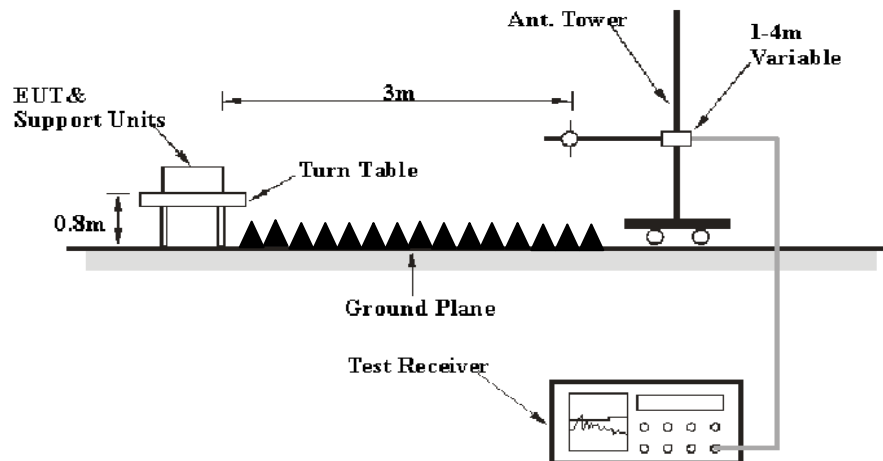 Ant. Tower
1-4m
Variable
3m
EUT &
Support Units
Turn Table
0.8m
Ground Plane
Test Receiver